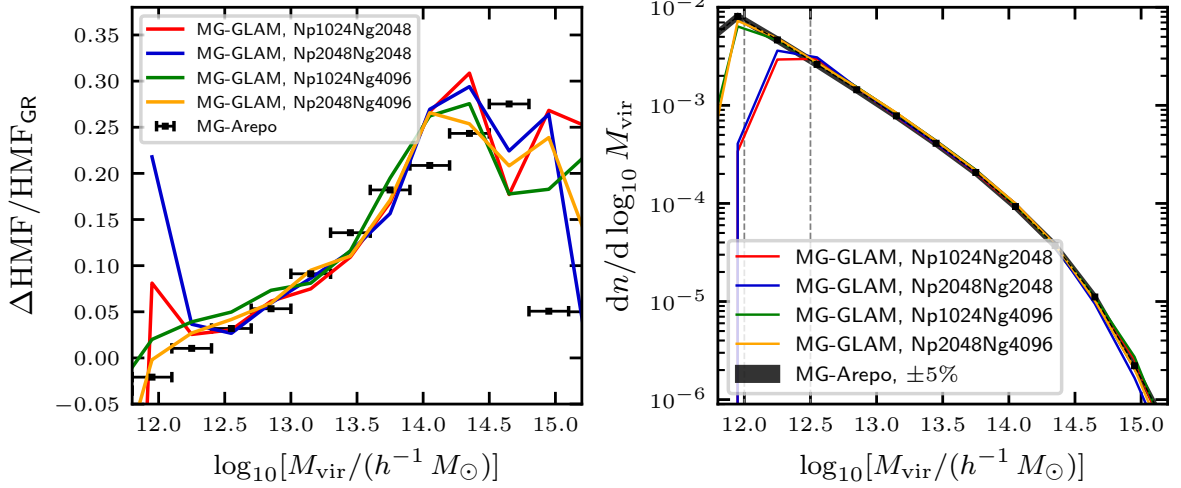 MG-GLAM, Np1024Ng2048
MG-GLAM, Np2048Ng2048
MG-GLAM, Np1024Ng4096
MG-GLAM, Np2048Ng4096
MG-Arepo
0.35
0.30
0.25
0.20
0.15
0.10
0.05
0.00
−0.05
ΔHMF/HMF_GR
12.0 12.5 13.0 13.5 14.0 14.5 15.0
log₁₀[M_vir/(h⁻¹ M_⊙)]
10⁻²
10⁻³
10⁻⁴
10⁻⁵
10⁻⁶
dn/d log₁₀ M_vir
MG-GLAM, Np1024Ng2048
MG-GLAM, Np2048Ng2048
MG-GLAM, Np1024Ng4096
MG-GLAM, Np2048Ng4096
MG-Arepo, ±5%
12.0 12.5 13.0 13.5 14.0 14.5 15.0
log₁₀[M_vir/(h⁻¹ M_⊙)]